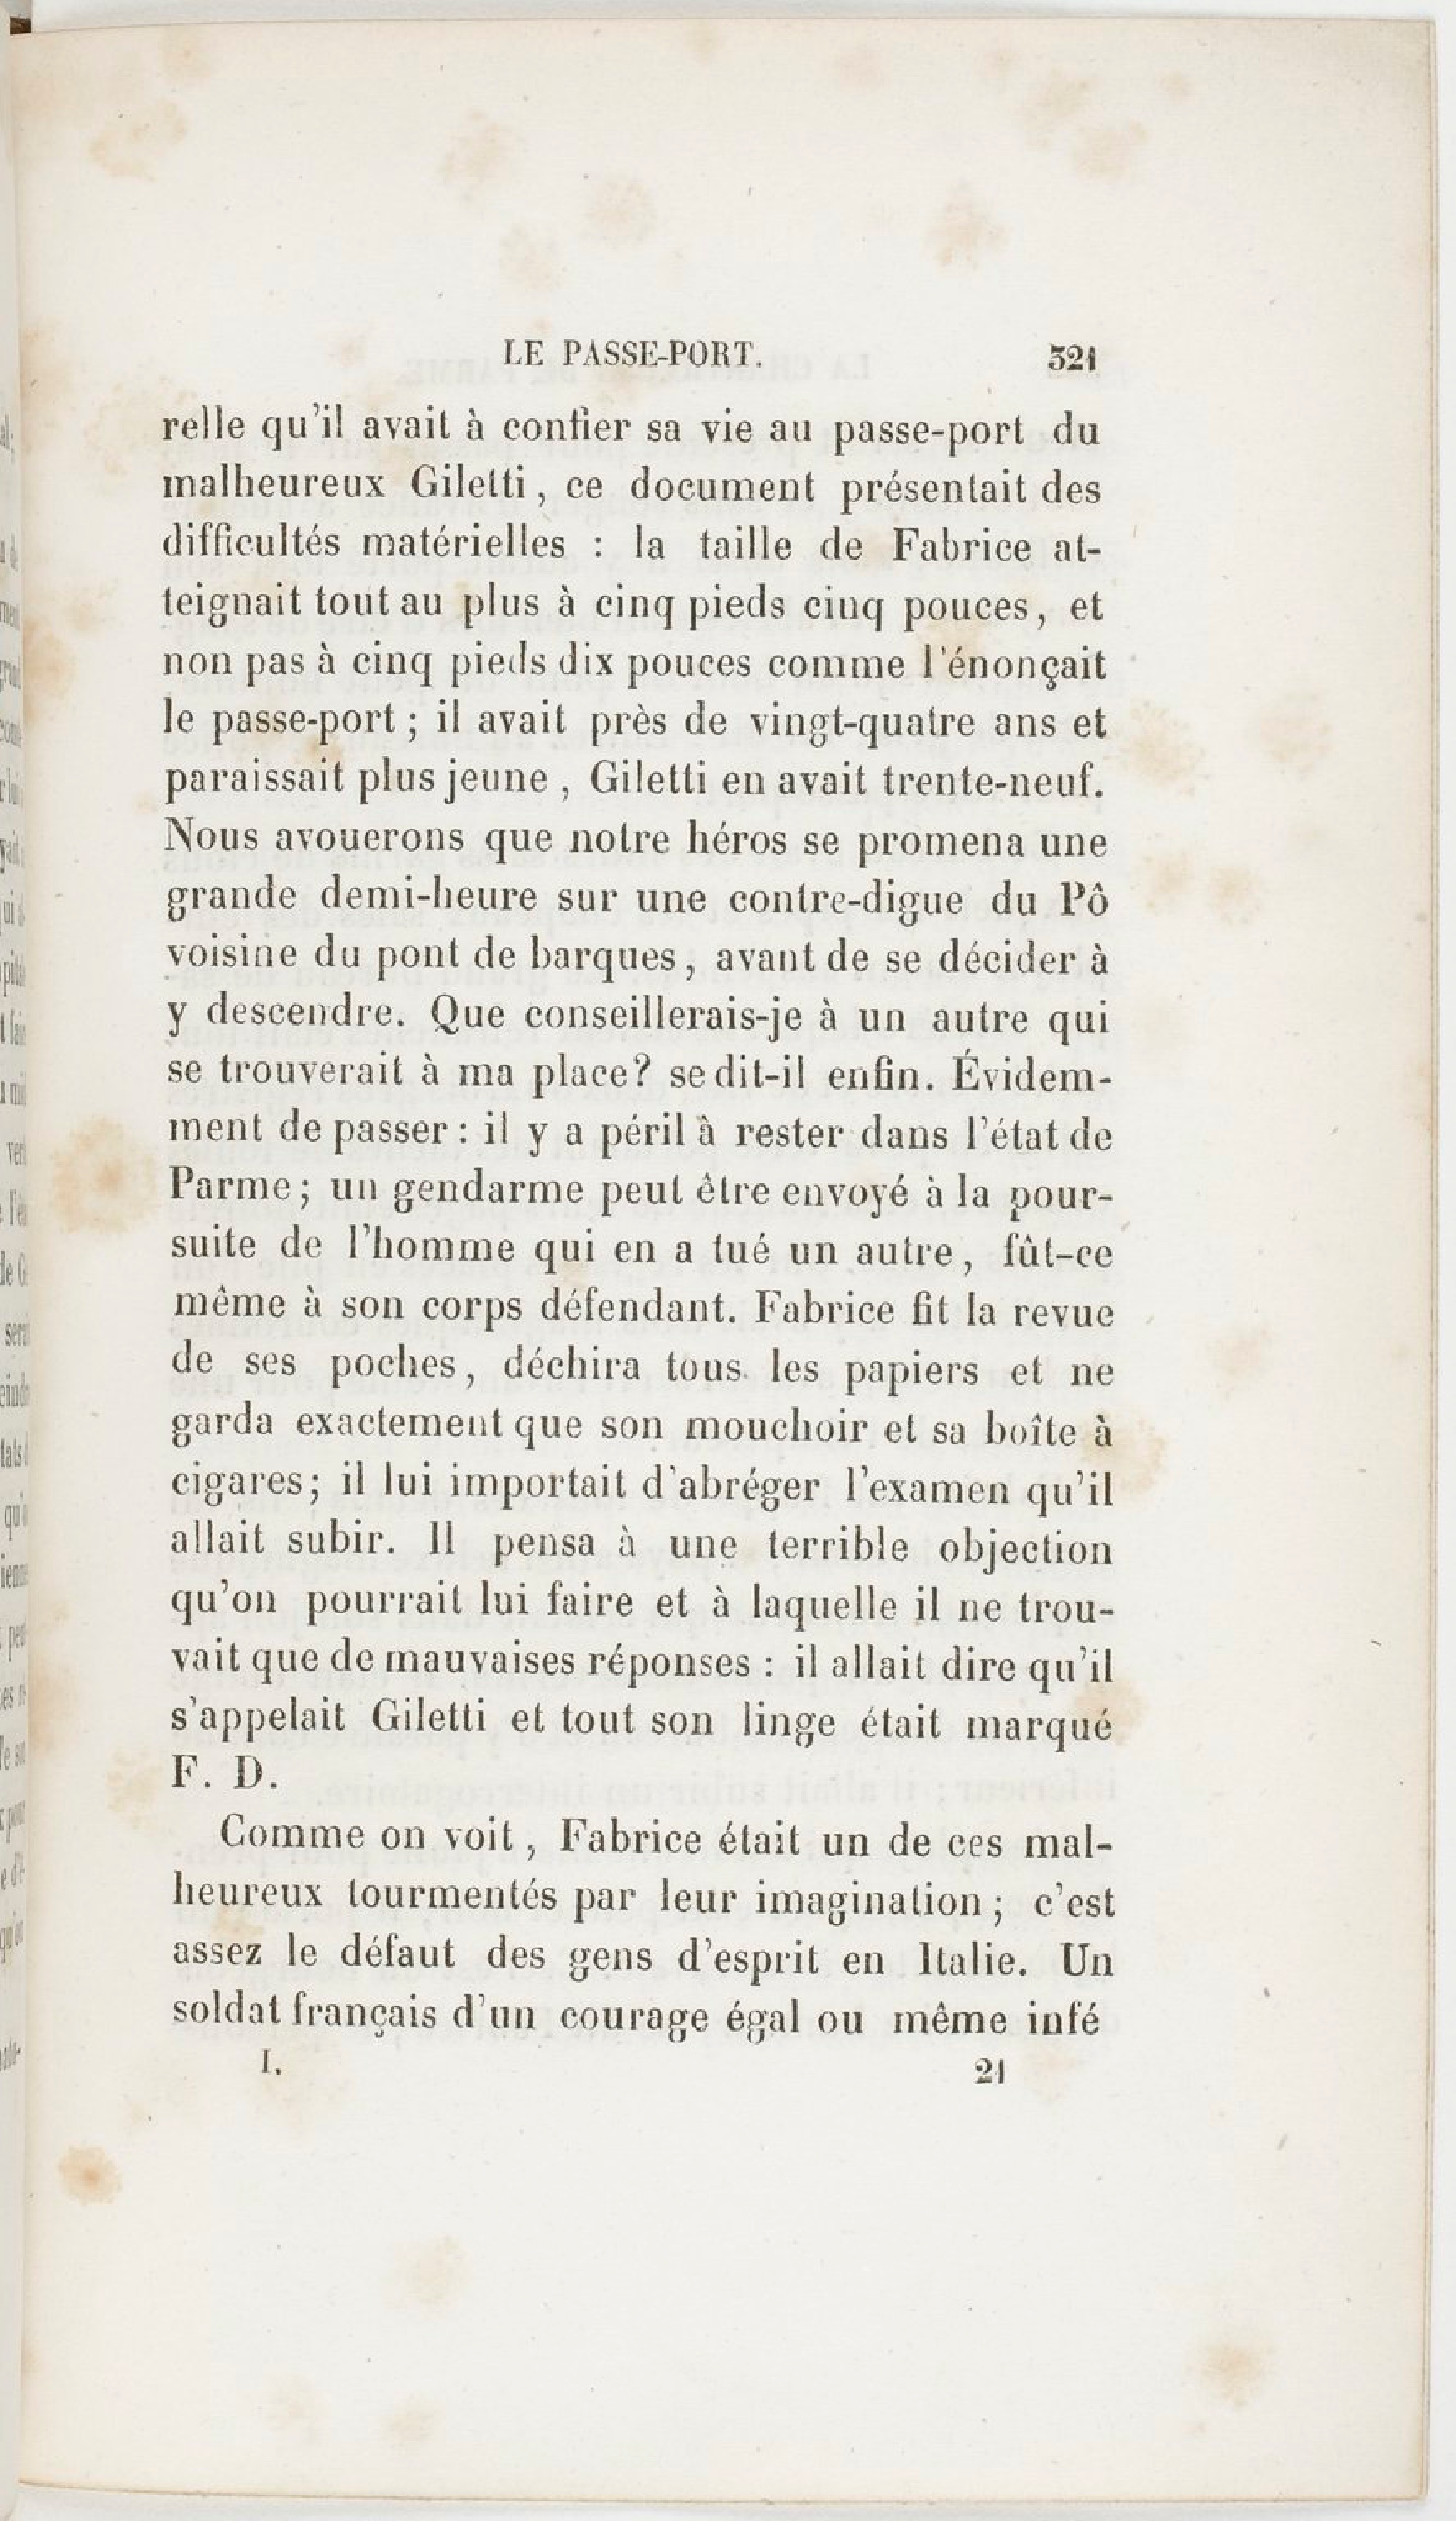 LE PASSE-PORT. 321
relle qu'il avait à confier sa vie au passe-port du
malheureux Giletti, ce document présentait des
difficultés matérielles : la taille de Fabrice at-
teignait tout au plus à cinq pieds cinq pouces, et
non pas à cinq pieds dix pouces comme l'énonçait
le passe-port ; il avait près de vingt-quatre ans et
paraissait plus jeune , Giletti en avait trente-neuf.
Nous avouerons que notre héros se promena une
grande demi-heure sur une contre-digue du Pô
voisine du pont de barques, avant de se décider à
y descendre. Que conseillerais-je à un autre qui
se trouverait à ma place? se dit-il enfin. Évidem-
ment de passer : il y a péril à rester dans l'état de
Parme ; un gendarme peut être envoyé à la pour-
suite de l'homme qui en a tué un autre, fût-ce
même à son corps défendant. Fabrice fit la revue
de ses poches, déchira tous les papiers et ne
garda exactement que son mouchoir et sa boîte à
cigares; il lui importait d'abréger l'examen qu'il
allait subir. Il pensa à une terrible objection
qu'on pourrait lui faire et à laquelle il ne trou-
vait que de mauvaises réponses : il allait dire qu'il
s'appelait Giletti et tout son linge était marqué
F. D.
Comme on voit, Fabrice était un de ces mal-
heureux tourmentés par leur imagination ; c'est
assez le défaut des gens d'esprit en Italie. Un
soldat français d'un courage égal ou même infé
I. 21